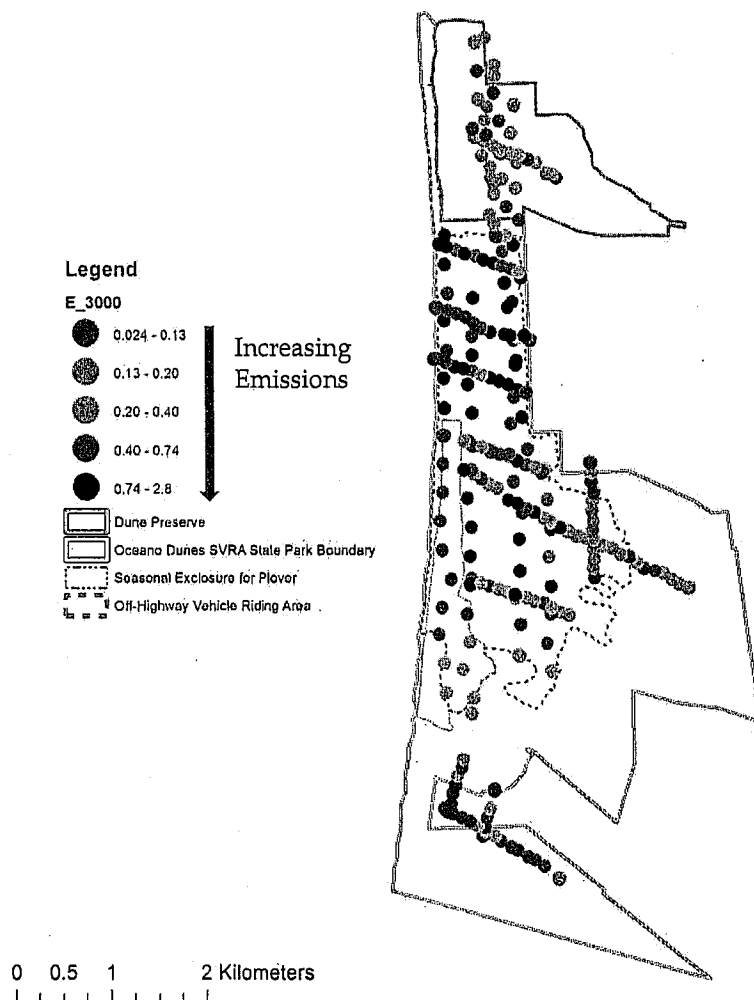 Legend
E_3000
0.024 - 0.13
0.13 - 0.20
0.20 - 0.40
0.40 - 0.74
0.74 - 2.8
Increasing
Emissions
Dune Preserve
Oceano Dunes SVRA State Park Boundary
Seasonal Exclosure for Plover
Off-Highway Vehicle Riding Area
0 0.5 1 2 Kilometers